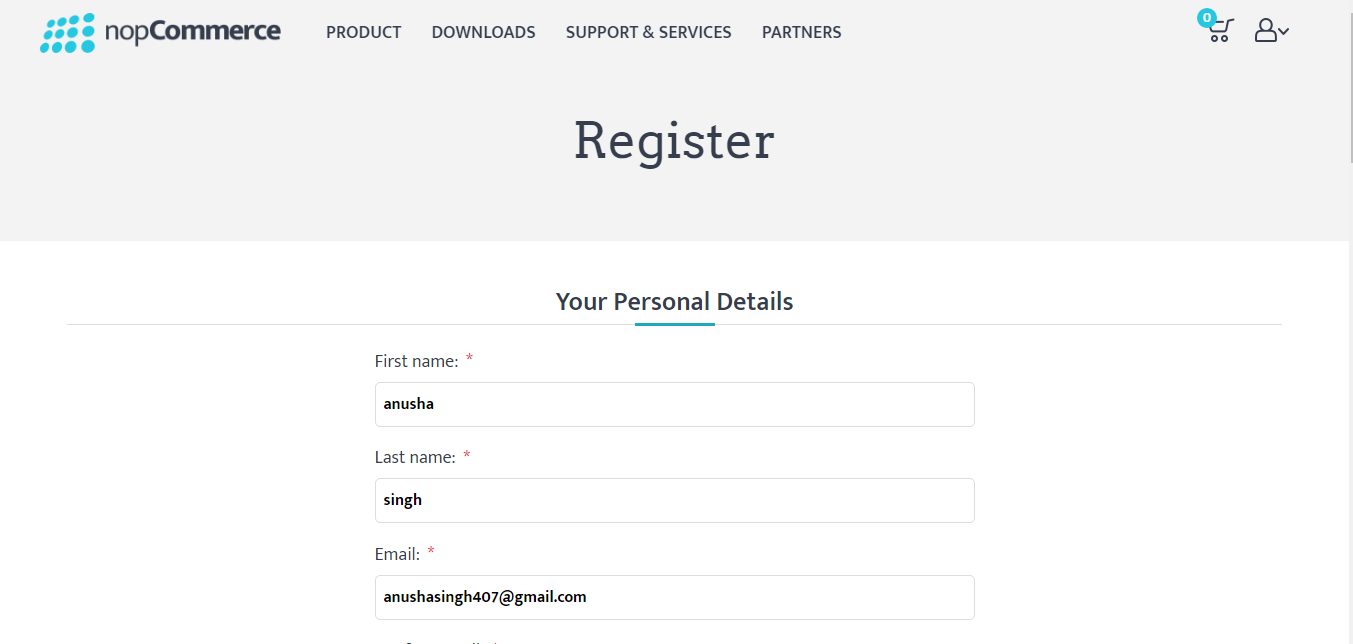 nopCommerce PRODUCT DOWNLOADS SUPPORT & SERVICES PARTNERS 0
Register
Your Personal Details
First name: *
anusha
Last name: *
singh
Email: *
anushasingh407@gmail.com